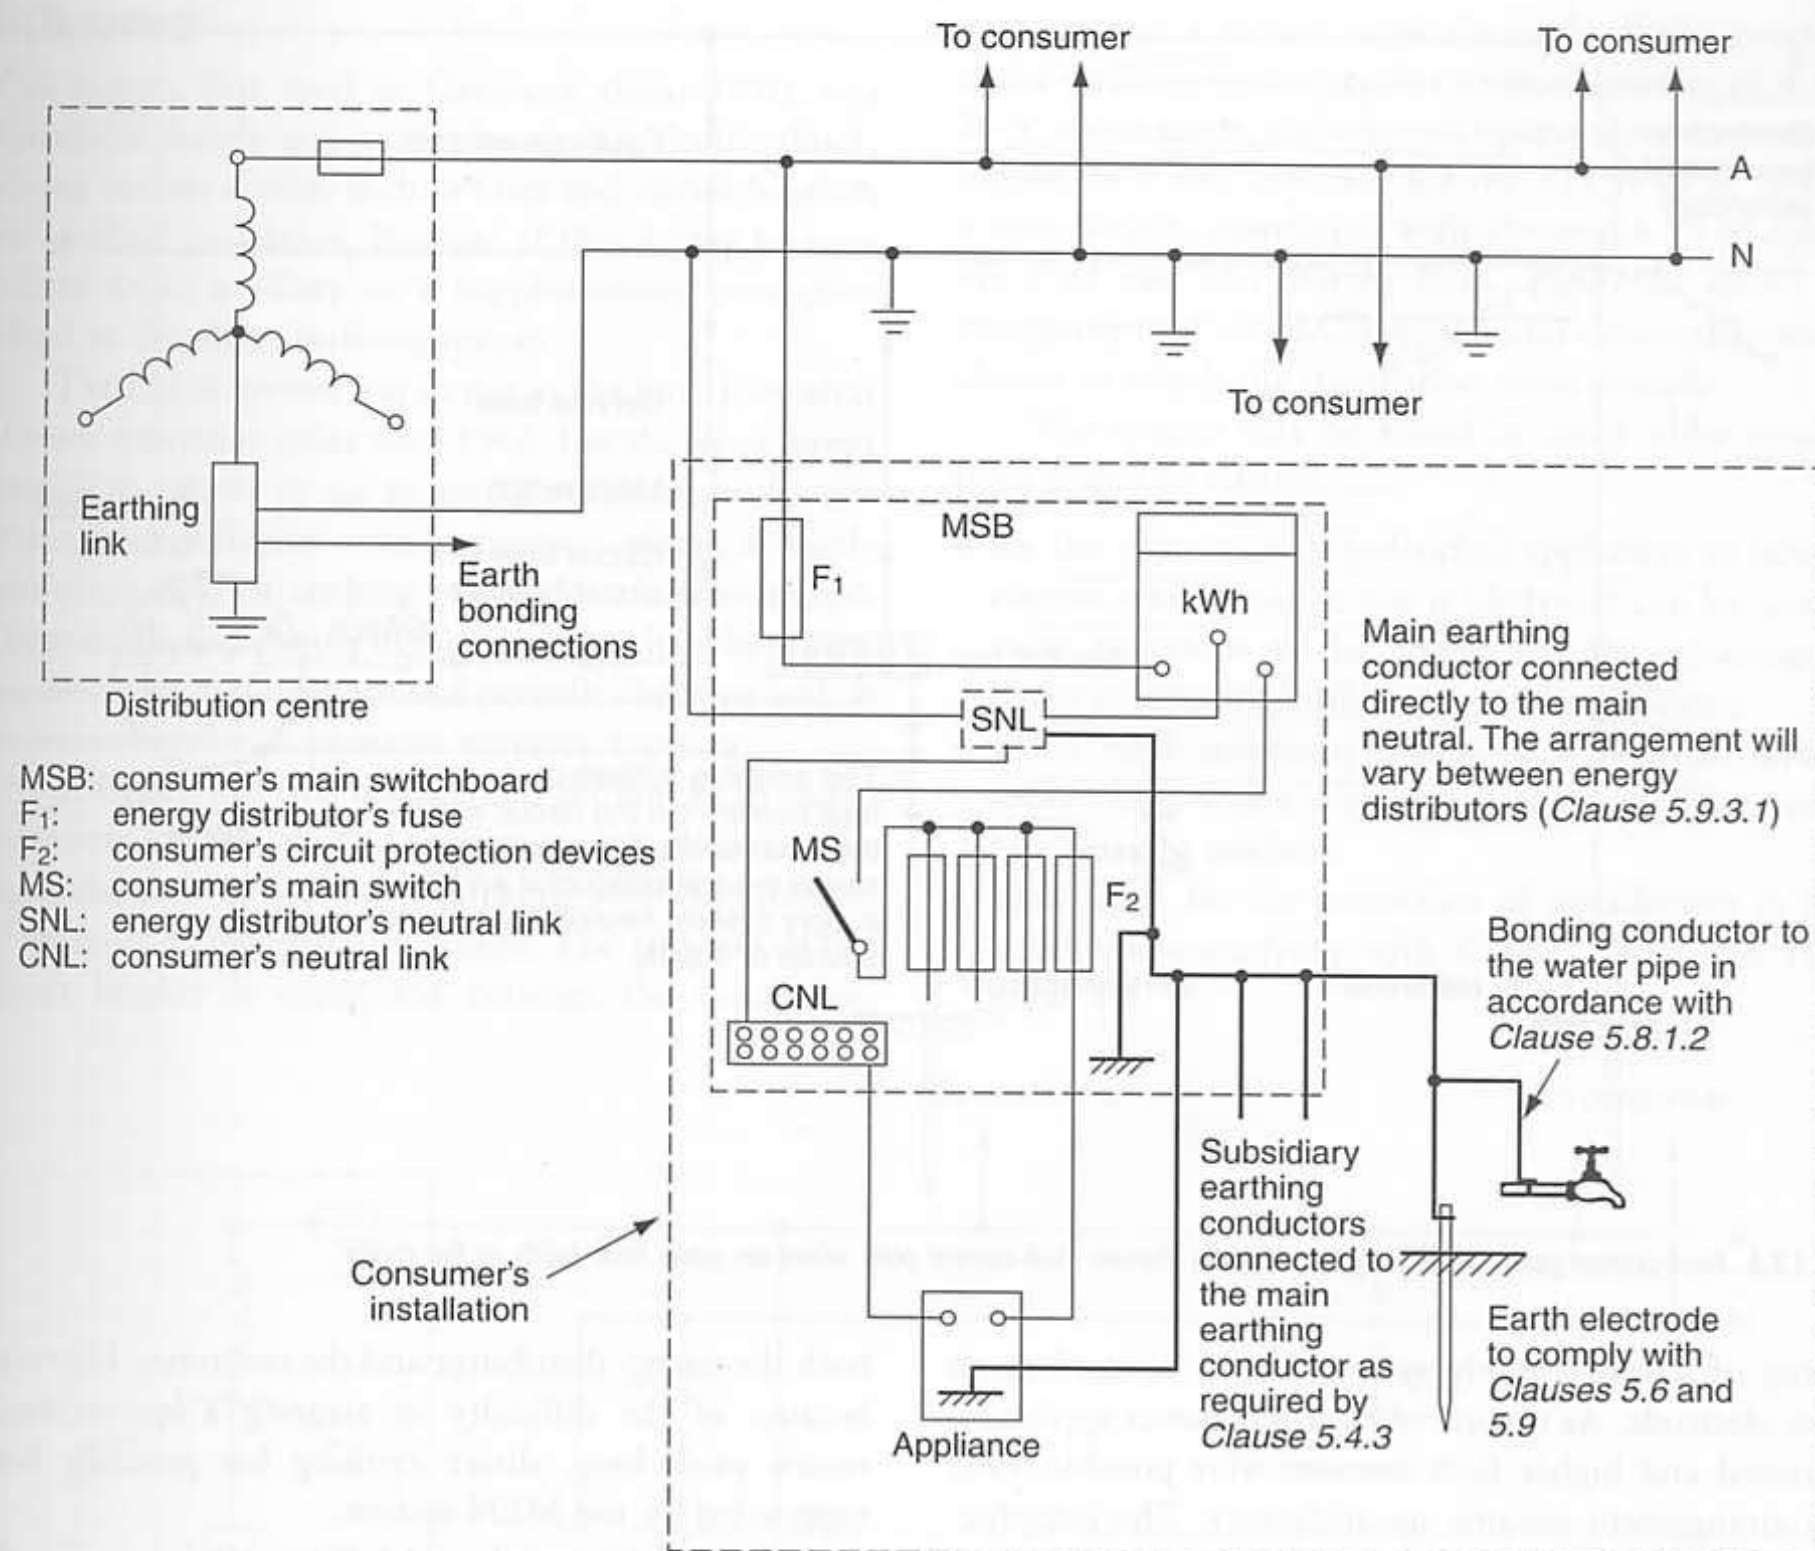 To consumer
To consumer
A
N
To consumer
Earthing
link
Earth
bonding
connections
Distribution centre
MSB: consumer's main switchboard
F1: energy distributor's fuse
F2: consumer's circuit protection devices
MS: consumer's main switch
SNL: energy distributor's neutral link
CNL: consumer's neutral link
MSB
F1
kWh
SNL
MS
F2
CNL
Main earthing
conductor connected
directly to the main
neutral. The arrangement will
vary between energy
distributors (Clause 5.9.3.1)
Bonding conductor to
the water pipe in
accordance with
Clause 5.8.1.2
Subsidiary
earthing
conductors
connected to
the main
earthing
conductor as
required by
Clause 5.4.3
Consumer's
installation
Earth electrode
to comply with
Clauses 5.6 and
5.9
Appliance